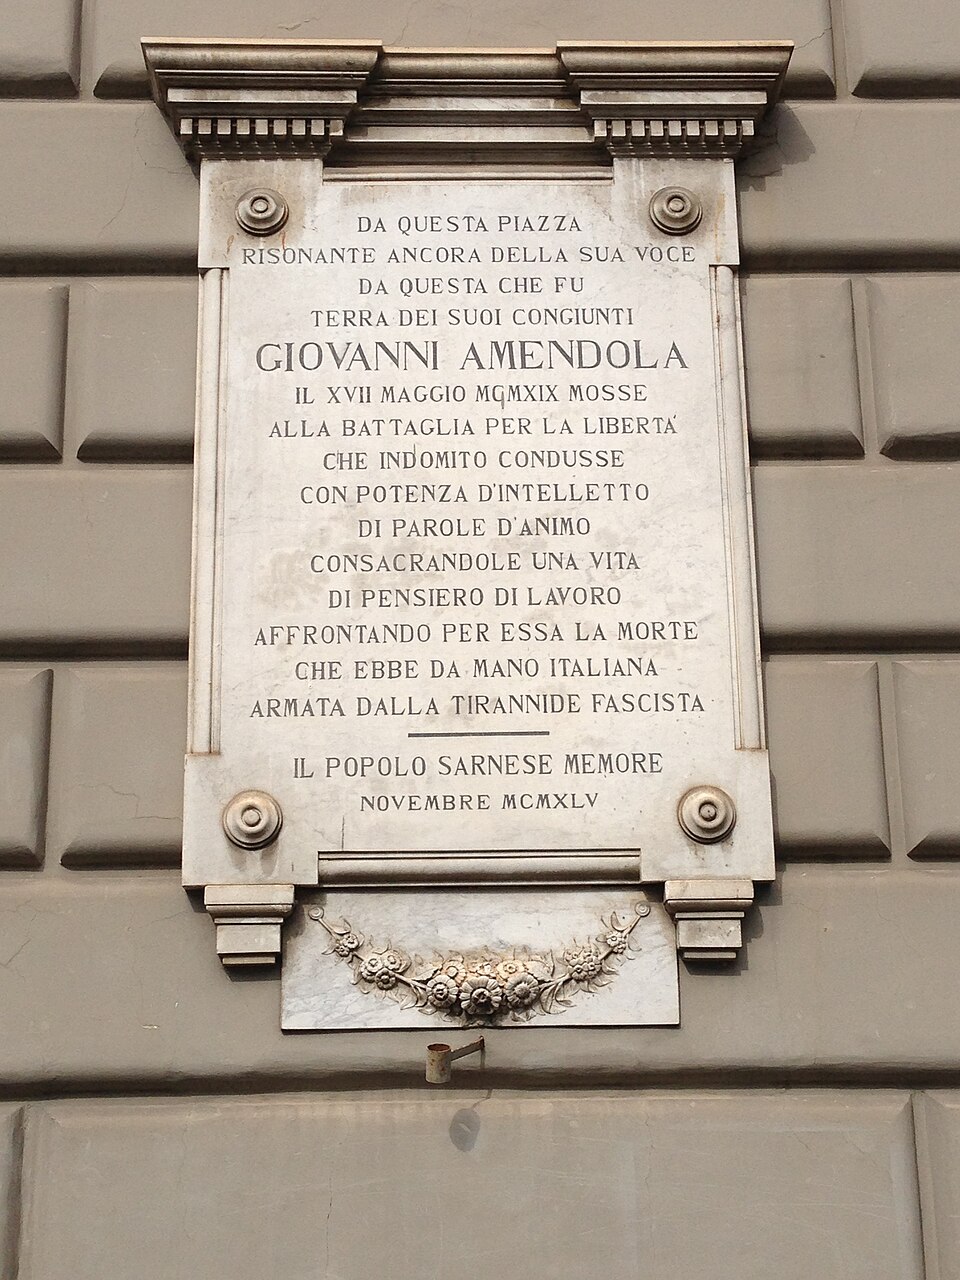 DA QUESTA PIAZZA
RISONANTE ANCORA DELLA SUA VOCE
DA QUESTA CHE FU
TERRA DEI SUOI CONGIUNTI
GIOVANNI AMENDOLA
IL XVII MAGGIO MCMXIX MOSSE
ALLA BATTAGLIA PER LA LIBERTA'
CHE INDOMITO CONDUSSE
CON POTENZA D'INTELLETTO
DI PAROLE D'ANIMO
CONSACRANDOLE UNA VITA
DI PENSIERO DI LAVORO
AFFRONTANDO PER ESSA LA MORTE
CHE EBBE DA MANO ITALIANA
ARMATA DALLA TIRANNIDE FASCISTA
IL POPOLO SARNESE MEMORE
NOVEMBRE MCMXLV